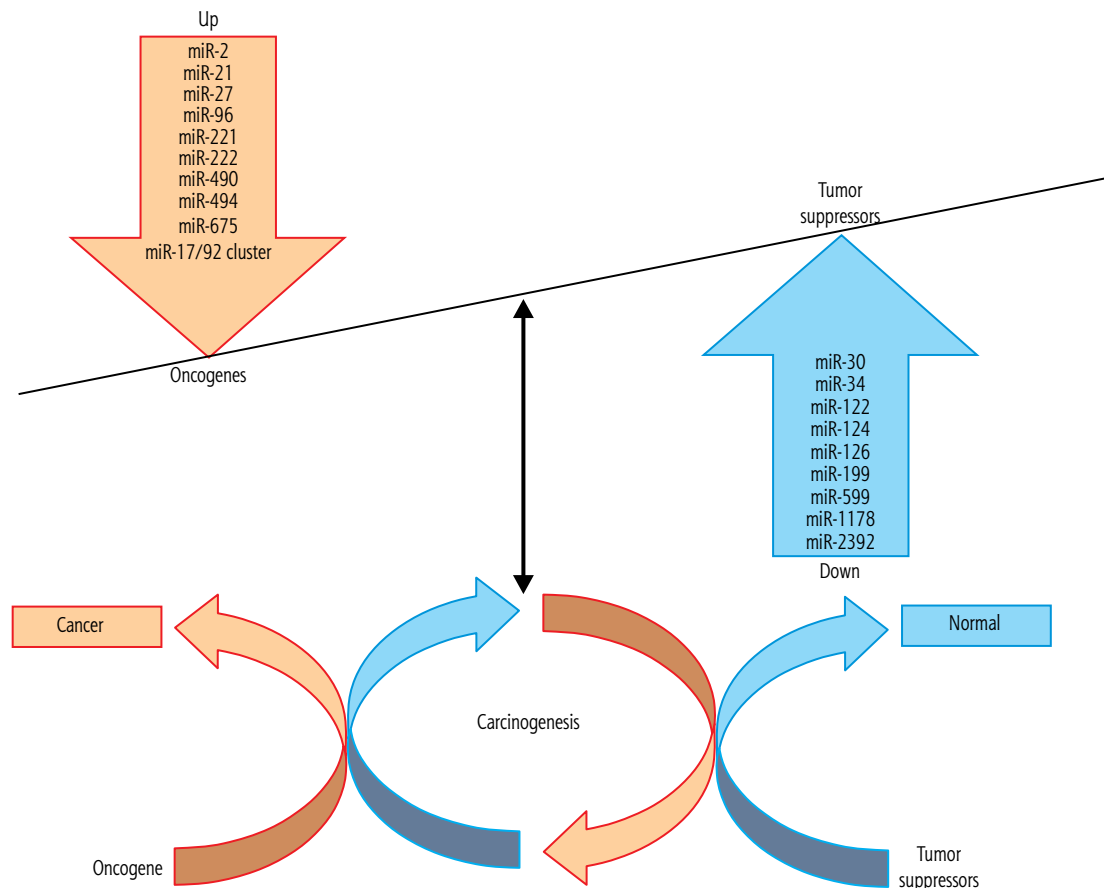 Up
miR-2
miR-21
miR-27
miR-96
miR-221
miR-222
miR-490
miR-494
miR-675
miR-17/92 cluster
Oncogenes
Tumor
suppressors
miR-30
miR-34
miR-122
miR-124
miR-126
miR-199
miR-599
miR-1178
miR-2392
Down
Cancer
Normal
Carcinogenesis
Oncogene
Tumor
suppressors